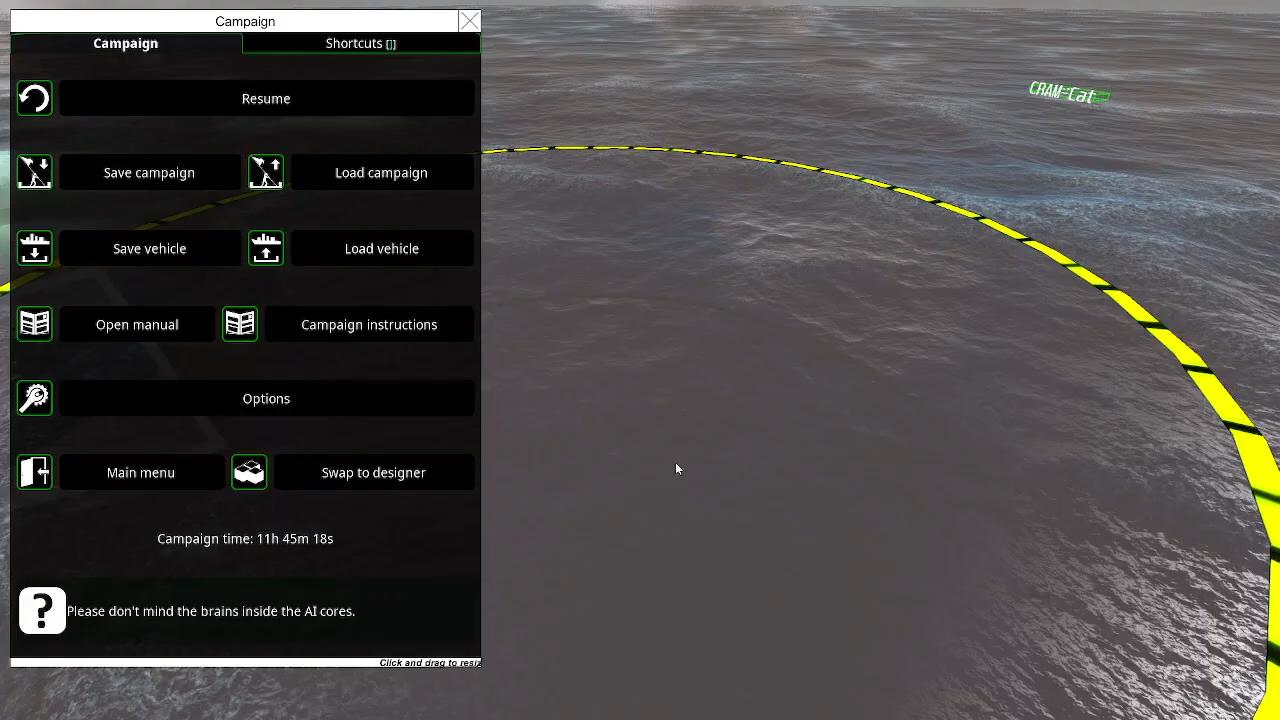 Campaign
Campaign
Shortcuts []]
Resume
Save campaign
Load campaign
Save vehicle
Load vehicle
Open manual
Campaign instructions
Options
Main menu
Swap to designer
Campaign time: 11h 45m 18s
? Please don't mind the brains inside the AI cores.
Click and drag to resiz
CRAM-Cat